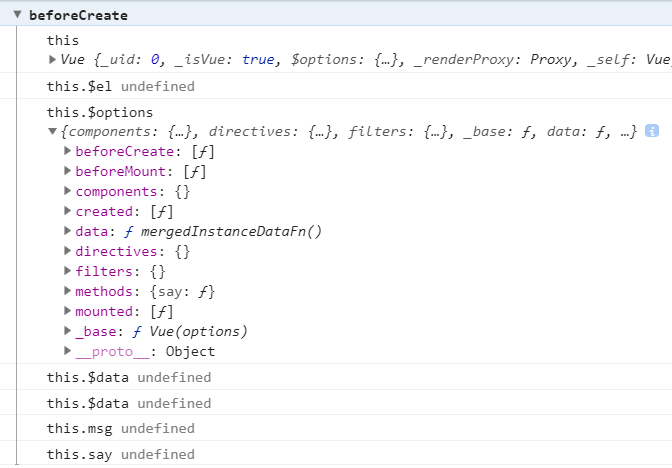 beforeCreate
this
Vue {_uid: 0, _isVue: true, $options: {…}, _renderProxy: Proxy, _self: Vue,
this.$el undefined
this.$options
{components: {…}, directives: {…}, filters: {…}, _base: ƒ, data: ƒ, …} i
beforeCreate: [ƒ]
beforeMount: [ƒ]
components: {}
created: [ƒ]
data: ƒ mergedInstanceDataFn()
directives: {}
filters: {}
methods: {say: ƒ}
mounted: [ƒ]
_base: ƒ Vue(options)
__proto__: Object
this.$data undefined
this.$data undefined
this.msg undefined
this.say undefined